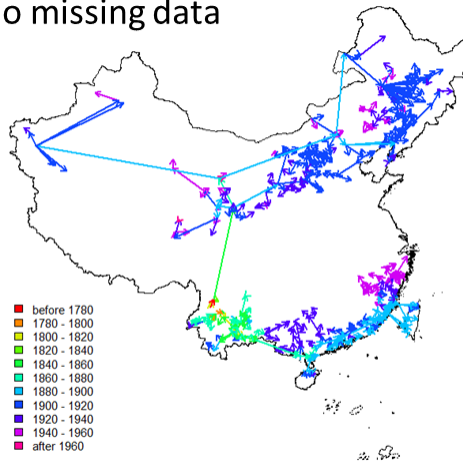 o missing data
before 1780
1780 - 1800
1800 - 1820
1820 - 1840
1840 - 1860
1860 - 1880
1880 - 1900
1900 - 1920
1920 - 1940
1940 - 1960
after 1960